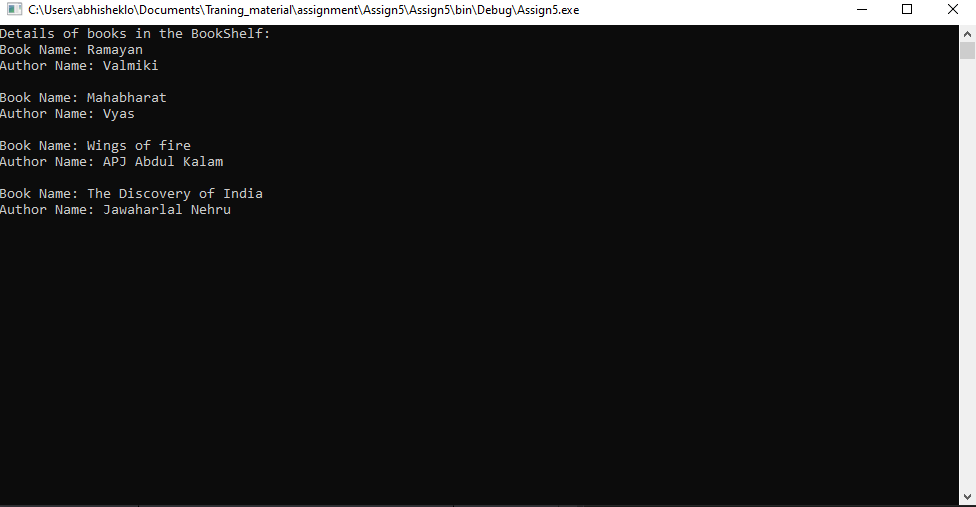 C:\Users\abhisheklo\Documents\Traning_material\assignment\Assign5\Assign5\bin\Debug\Assign5.exe
Details of books in the BookShelf:
Book Name: Ramayan
Author Name: Valmiki
Book Name: Mahabharat
Author Name: Vyas
Book Name: Wings of fire
Author Name: APJ Abdul Kalam
Book Name: The Discovery of India
Author Name: Jawaharlal Nehru